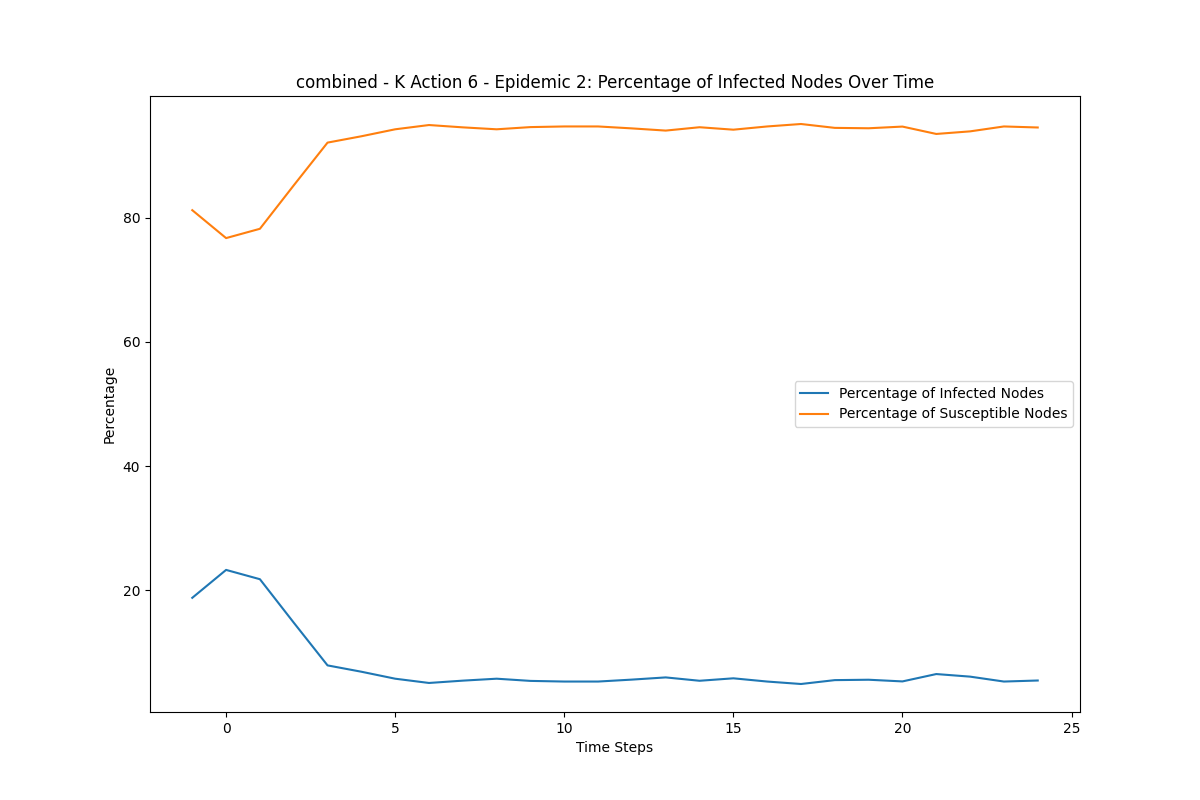 combined - K Action 6 - Epidemic 2: Percentage of Infected Nodes Over Time
Percentage
80
60
40
20
Percentage of Infected Nodes
Percentage of Susceptible Nodes
0 5 10 15 20 25
Time Steps